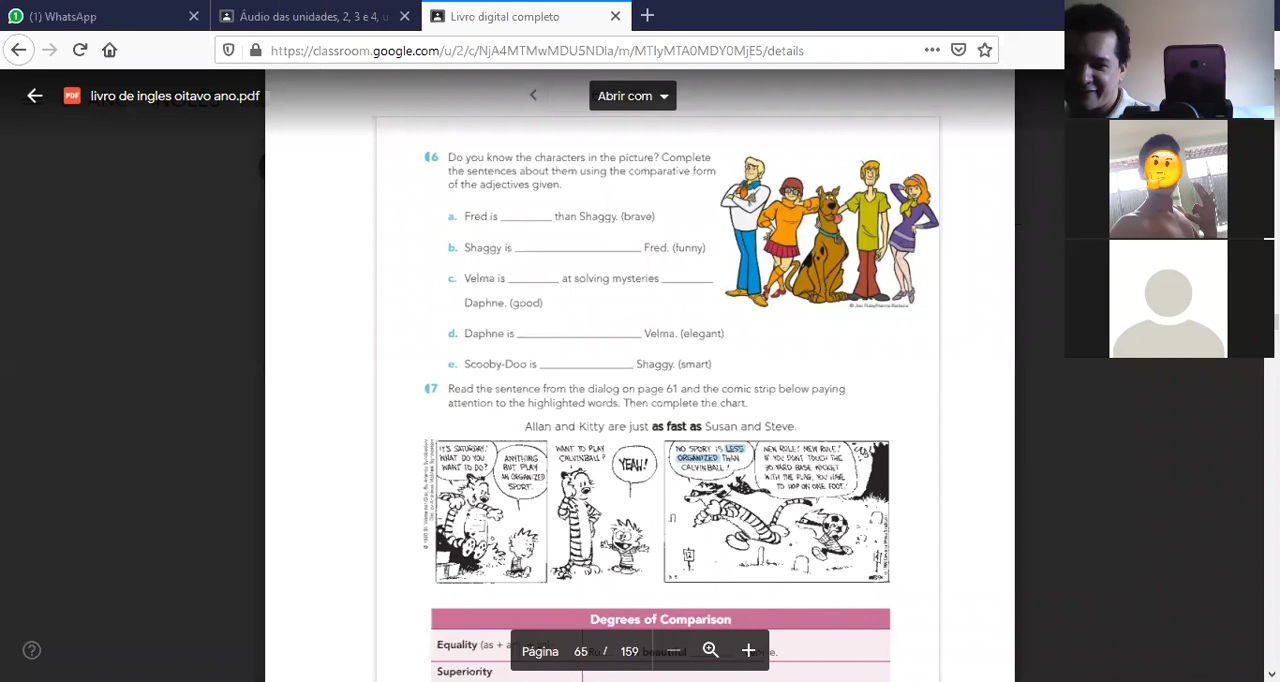 (1) WhatsApp
Áudio das unidades, 2, 3 e 4, u
Livro digital completo
https://classroom.google.com/u/2/c/NjA4MTMwMDU5NDla/m/MTIyMTA0MDY0MjE5/details
livro de ingles oitavo ano.pdf
Abrir com
16 Do you know the characters in the picture? Complete
the sentences about them using the comparative form
of the adjectives given.
a. Fred is ________ than Shaggy. (brave)
b. Shaggy is ____________________ Fred. (funny)
c. Velma is ________ at solving mysteries ________
Daphne. (good)
d. Daphne is ____________________ Velma. (elegant)
e. Scooby-Doo is _______________ Shaggy. (smart)
17 Read the sentence from the dialog on page 61 and the comic strip below paying
attention to the highlighted words. Then complete the chart.
Allan and Kitty are just as fast as Susan and Steve.
IT'S SATURDAY!
WHAT DO YOU
WANT TO DO?
ANYTHING
BUT PLAY
AN ORGANIZED
SPORT.
WANT TO PLAY
CALVINBALL?
YEAH!
NO SPORT IS LESS
ORGANIZED THAN
CALVINBALL!
NEW RULE! NEW RULE!
IF YOU DON'T TOUCH THE
30-YARD BASE WICKET
WITH THE FLAG, YOU HAVE
TO HOP ON ONE FOOT!
Degrees of Comparison
Equality (as + a
beautiful
Superiority
Página 65 / 159